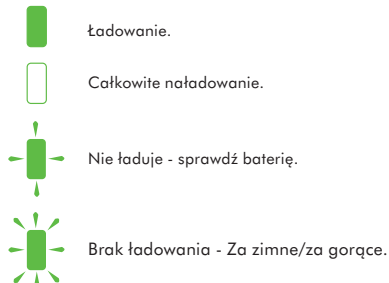 Ładowanie.
Całkowite naładowanie.
Nie ładuje - sprawdź baterię.
Brak ładowania - Za zimne/za gorące.